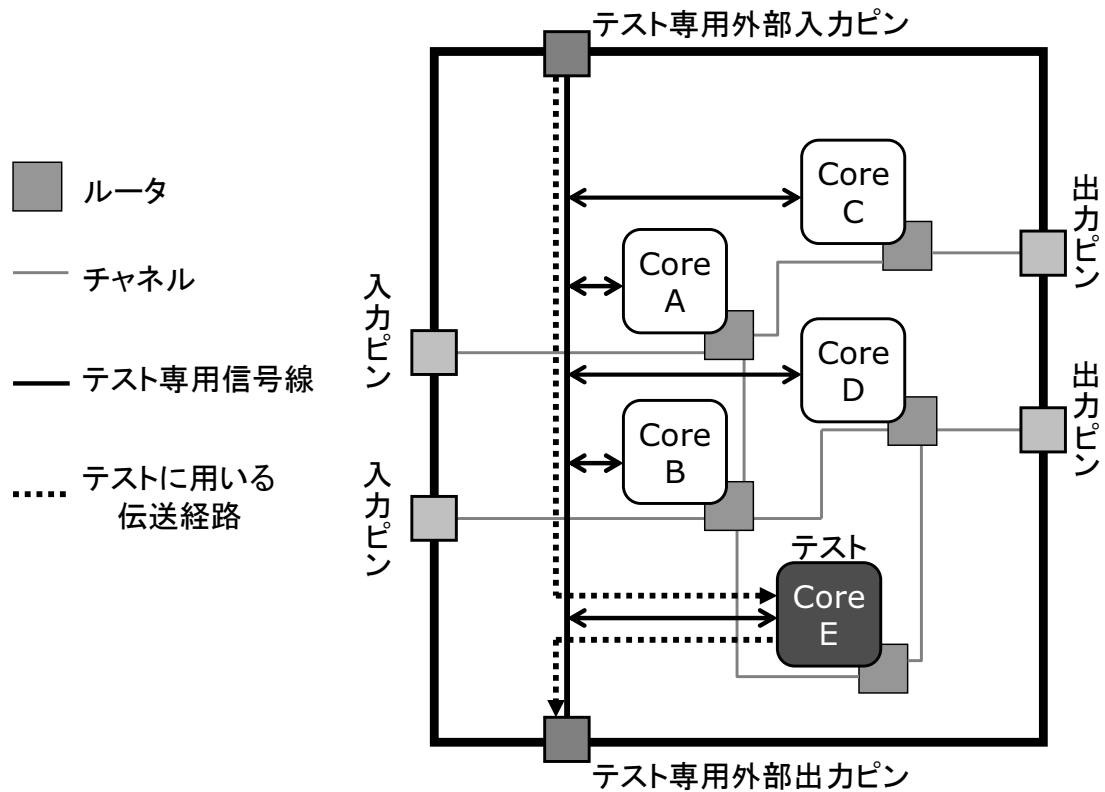 テスト専用外部入力ピン
ルータ
チャネル
テスト専用信号線
テストに用いる
伝送経路
入力ピン
入力ピン
Core
C
Core
A
Core
D
Core
B
テスト
Core
E
出力ピン
出力ピン
テスト専用外部出力ピン